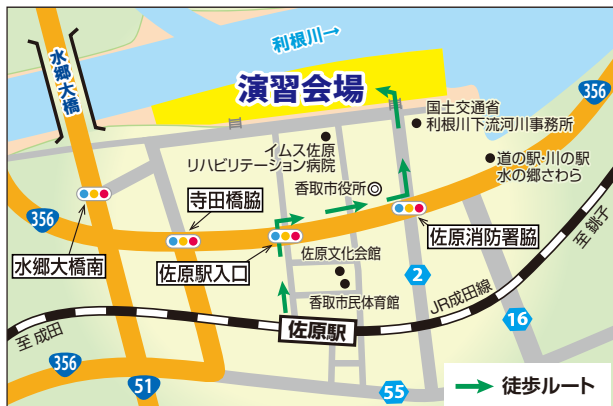 利根川→
水郷大橋
演習会場
356
国土交通省
利根川下流河川事務所
イムス佐原
リハビリテーション病院
道の駅・川の駅
水の郷さわら
香取市役所
寺田橋脇
356
佐原消防署脇
至銚子
水郷大橋南
佐原駅入口
佐原文化会館
2
香取市民体育館
JR成田線
16
佐原駅
至成田
356
51
55
徒歩ルート